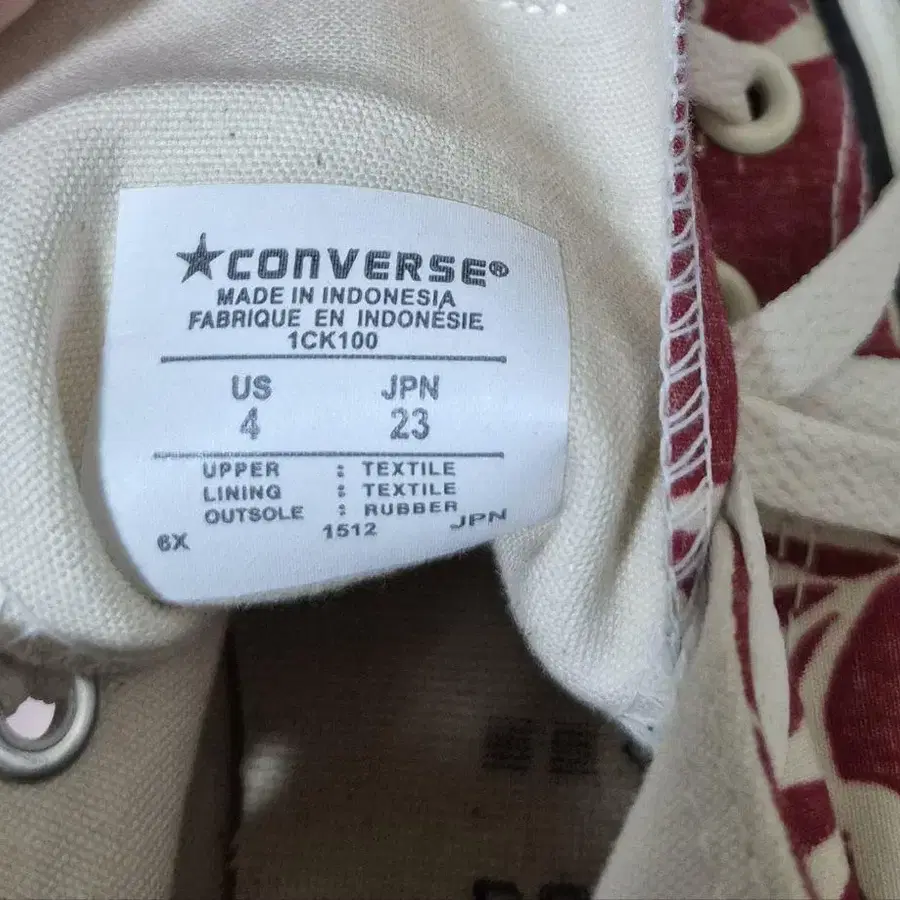 ★CONVERSE®
MADE IN INDONESIA
FABRIQUE EN INDONÉSIE
1CK100
US JPN
4 23
UPPER : TEXTILE
LINING : TEXTILE
OUTSOLE : RUBBER
6X 1512 JPN